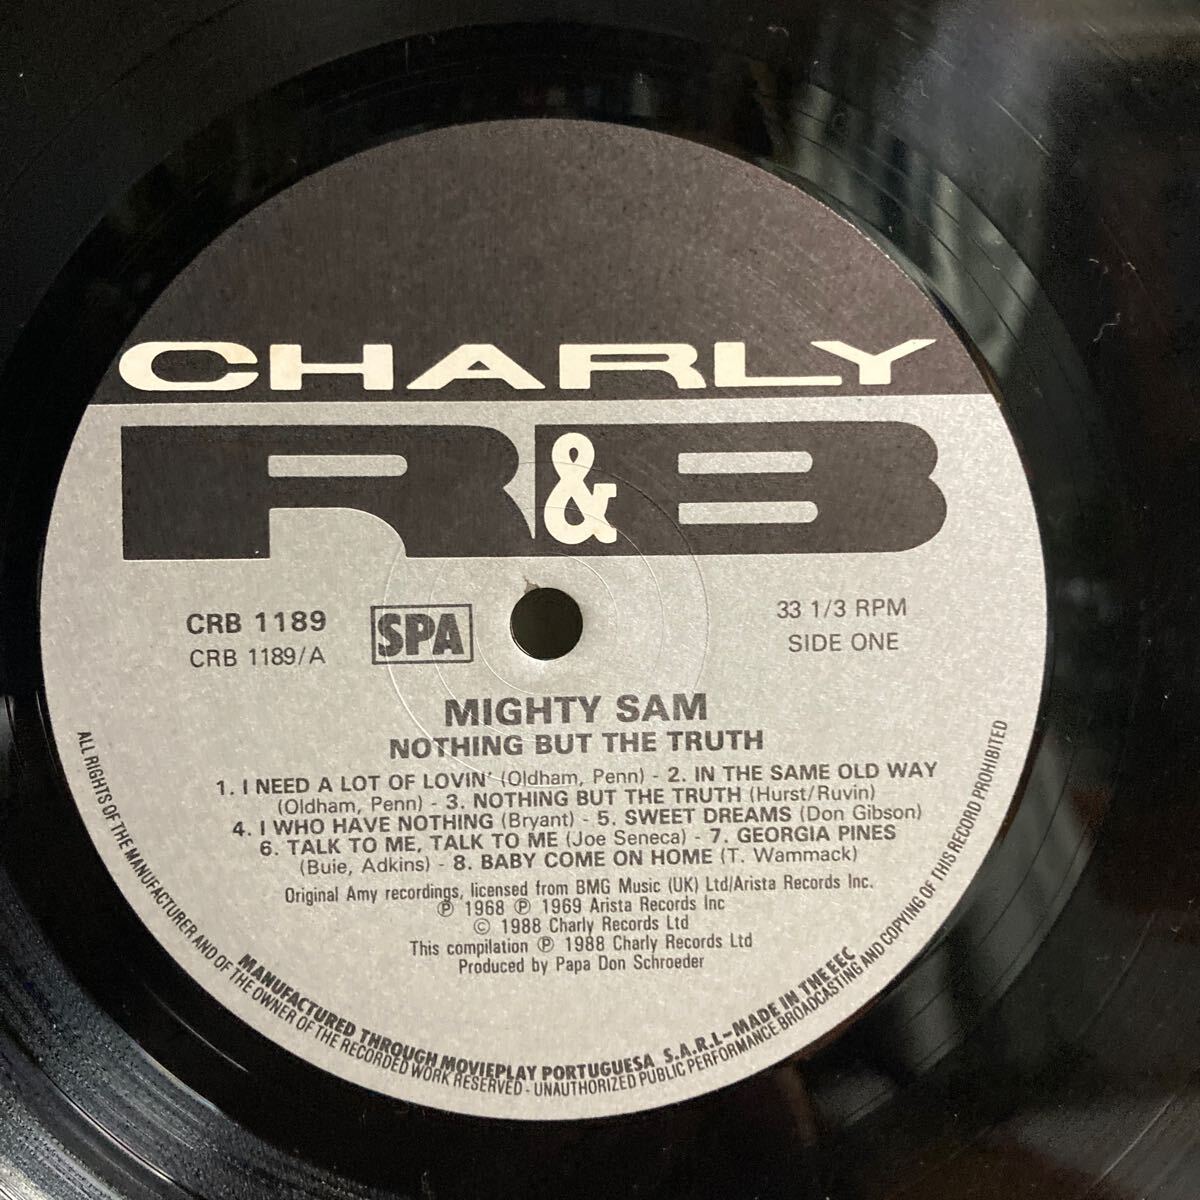 CHARLY
R&B
CRB 1189
CRB 1189/A
SPA
33 1/3 RPM
SIDE ONE
MIGHTY SAM
NOTHING BUT THE TRUTH
1. I NEED A LOT OF LOVIN' (Oldham, Penn) - 2. IN THE SAME OLD WAY
(Oldham, Penn) - 3. NOTHING BUT THE TRUTH (Hurst/Ruvin)
4. I WHO HAVE NOTHING (Bryant) - 5. SWEET DREAMS (Don Gibson)
6. TALK TO ME, TALK TO ME (Joe Seneca) - 7. GEORGIA PINES
(Buie, Adkins) - 8. BABY COME ON HOME (T. Wammack)
Original Amy recordings, licensed from BMG Music (UK) Ltd/Arista Records Inc.
℗ 1968 ℗ 1969 Arista Records Inc
© 1988 Charly Records Ltd
This compilation ℗ 1988 Charly Records Ltd
Produced by Papa Don Schroeder
MANUFACTURED THROUGH MOVIEPLAY PORTUGUESA S.A.R.L-MADE IN THE EEC
ALL RIGHTS OF THE MANUFACTURER AND OF THE OWNER OF THE RECORDED WORK RESERVED - UNAUTHORIZED PUBLIC PERFORMANCE BROADCASTING AND COPYING OF THIS RECORD PROHIBITED